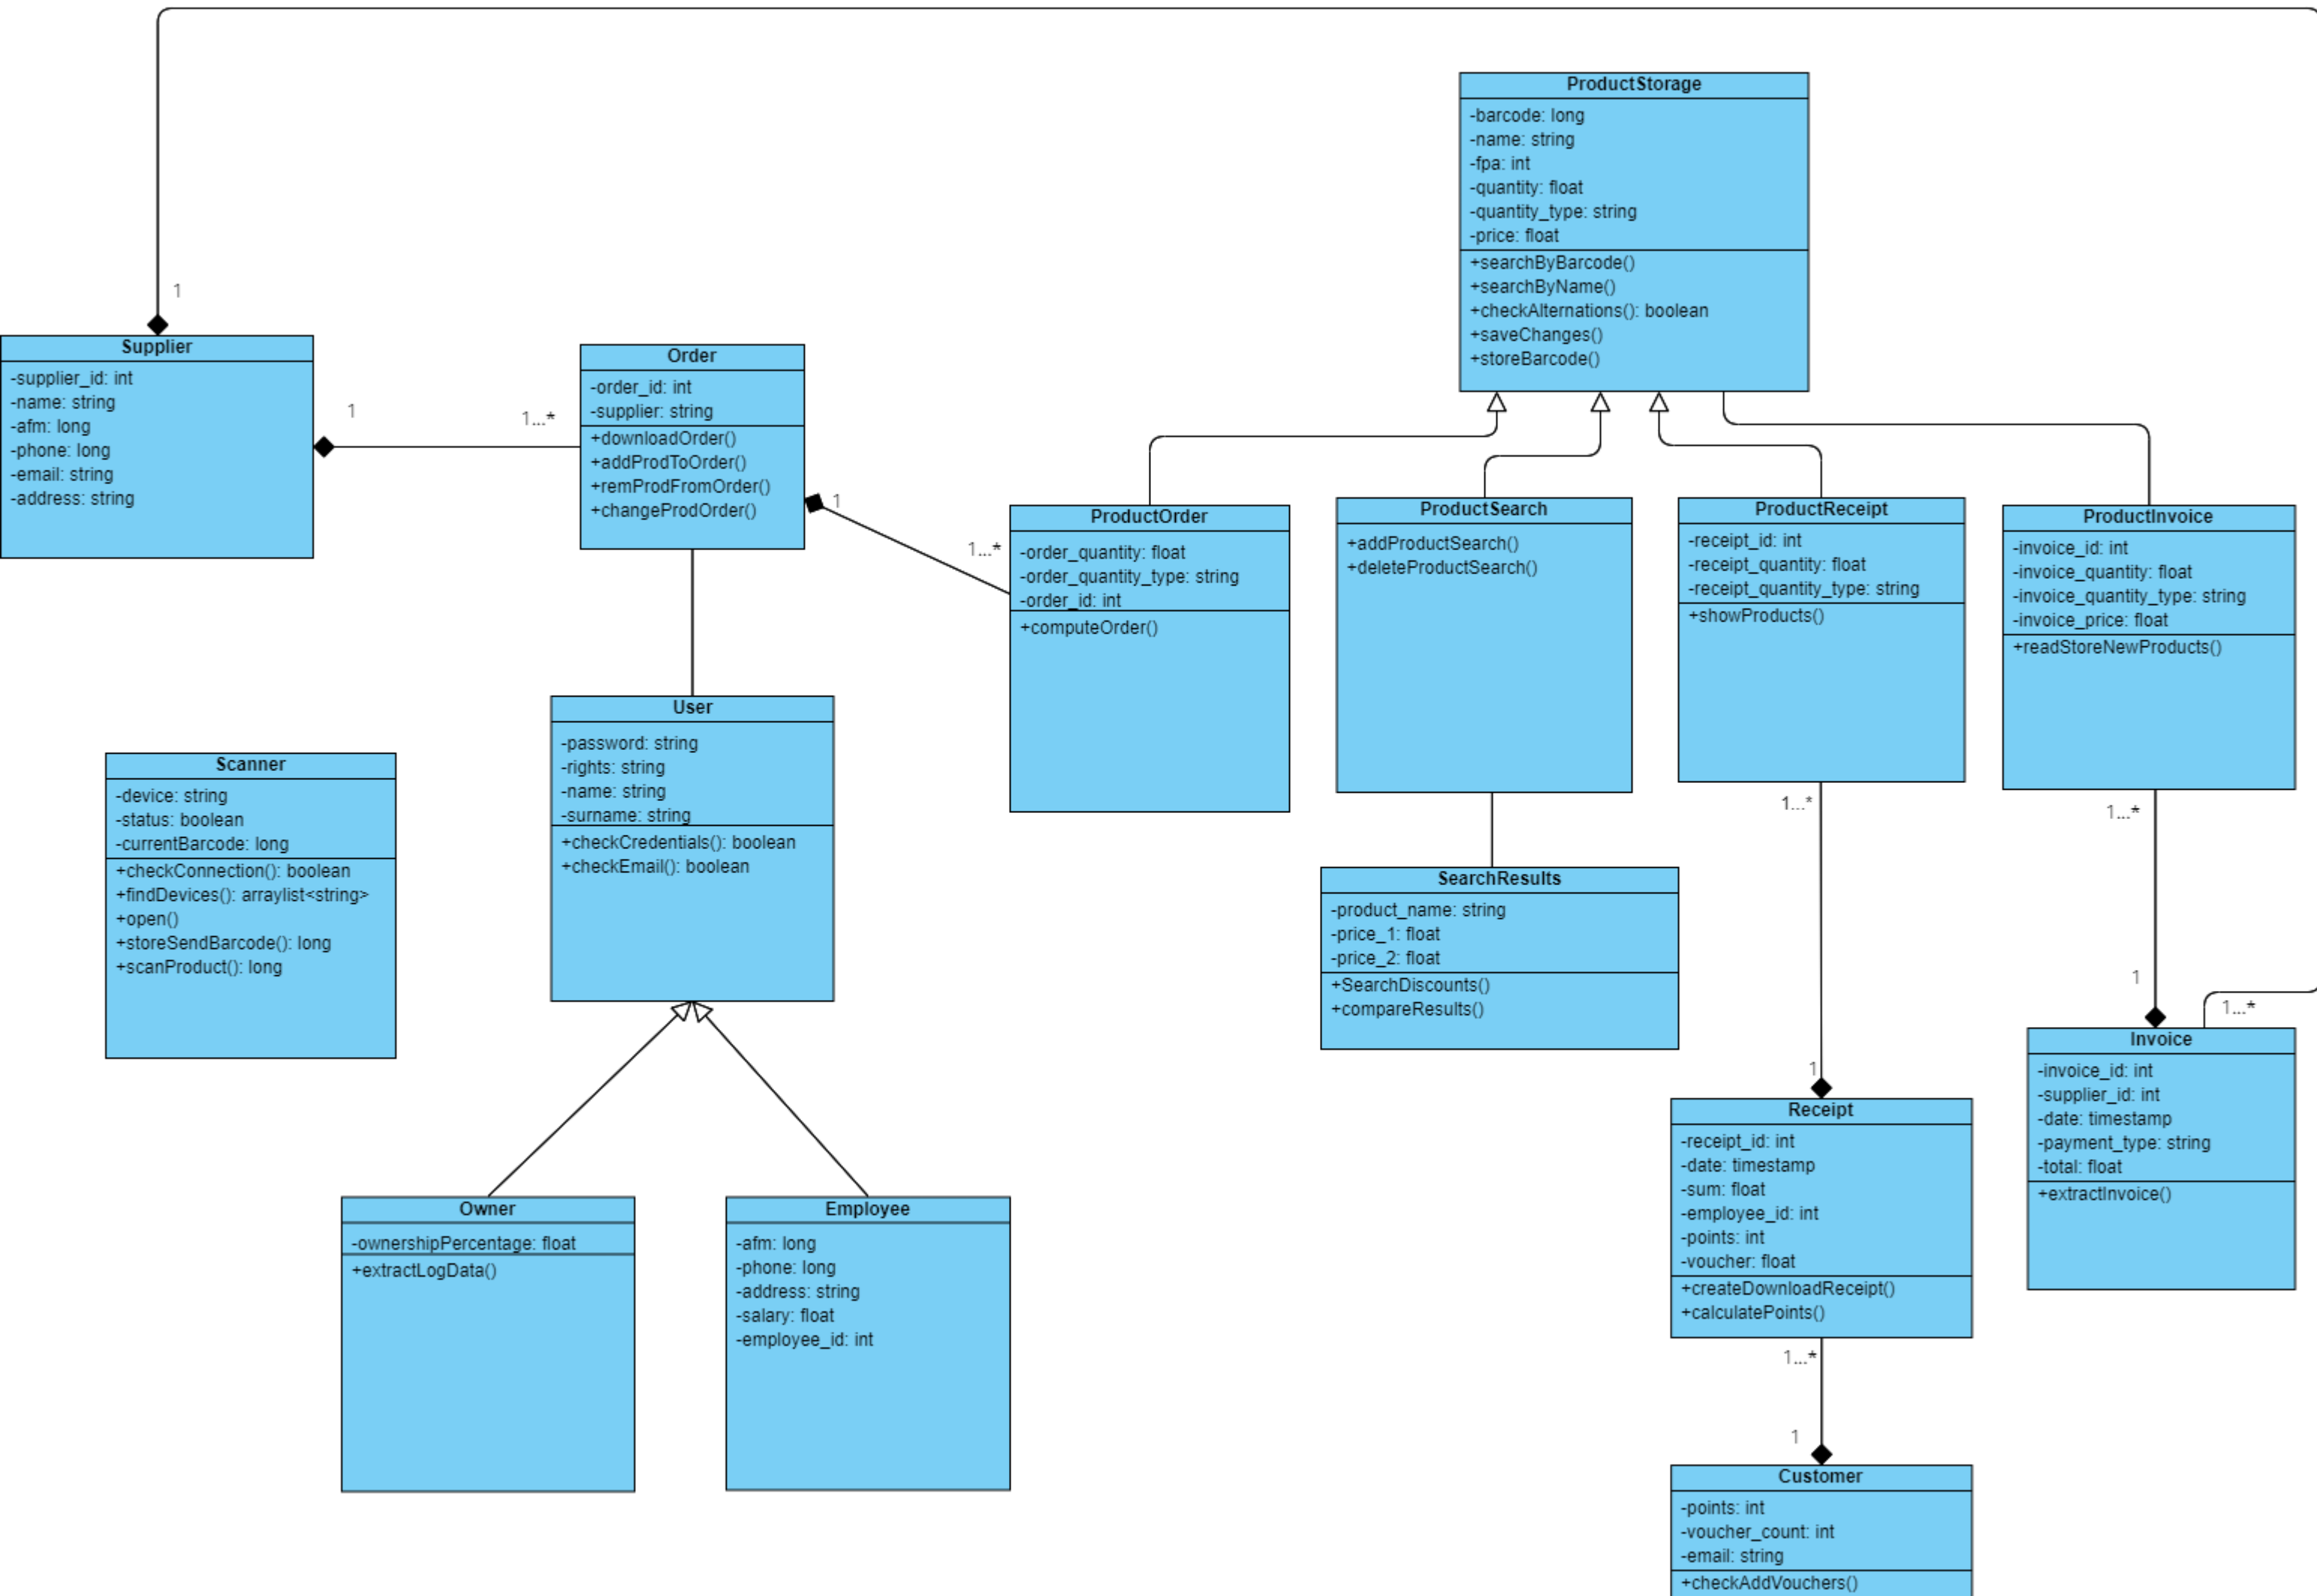 ProductStorage
-barcode: long
-name: string
-fpa: int
-quantity: float
-quantity_type: string
-price: float
+searchByBarcode()
+searchByName()
+checkAlternations(): boolean
+saveChanges()
+storeBarcode()
1
Supplier
-supplier_id: int
-name: string
-afm: long
-phone: long
-email: string
-address: string
1
1...*
Order
-order_id: int
-supplier: string
+downloadOrder()
+addProdToOrder()
+remProdFromOrder()
+changeProdOrder()
1
1...*
ProductOrder
-order_quantity: float
-order_quantity_type: string
-order_id: int
+computeOrder()
ProductSearch
+addProductSearch()
+deleteProductSearch()
ProductReceipt
-receipt_id: int
-receipt_quantity: float
-receipt_quantity_type: string
+showProducts()
ProductInvoice
-invoice_id: int
-invoice_quantity: float
-invoice_quantity_type: string
-invoice_price: float
+readStoreNewProducts()
User
-password: string
-rights: string
-name: string
-surname: string
+checkCredentials(): boolean
+checkEmail(): boolean
Scanner
-device: string
-status: boolean
-currentBarcode: long
+checkConnection(): boolean
+findDevices(): arraylist<string>
+open()
+storeSendBarcode(): long
+scanProduct(): long
1...*
1...*
SearchResults
-product_name: string
-price_1: float
-price_2: float
+SearchDiscounts()
+compareResults()
1
1...*
1
Invoice
-invoice_id: int
-supplier_id: int
-date: timestamp
-payment_type: string
-total: float
+extractInvoice()
Receipt
-receipt_id: int
-date: timestamp
-sum: float
-employee_id: int
-points: int
-voucher: float
+createDownloadReceipt()
+calculatePoints()
Owner
-ownershipPercentage: float
+extractLogData()
Employee
-afm: long
-phone: long
-address: string
-salary: float
-employee_id: int
1...*
1
Customer
-points: int
-voucher_count: int
-email: string
+checkAddVouchers()